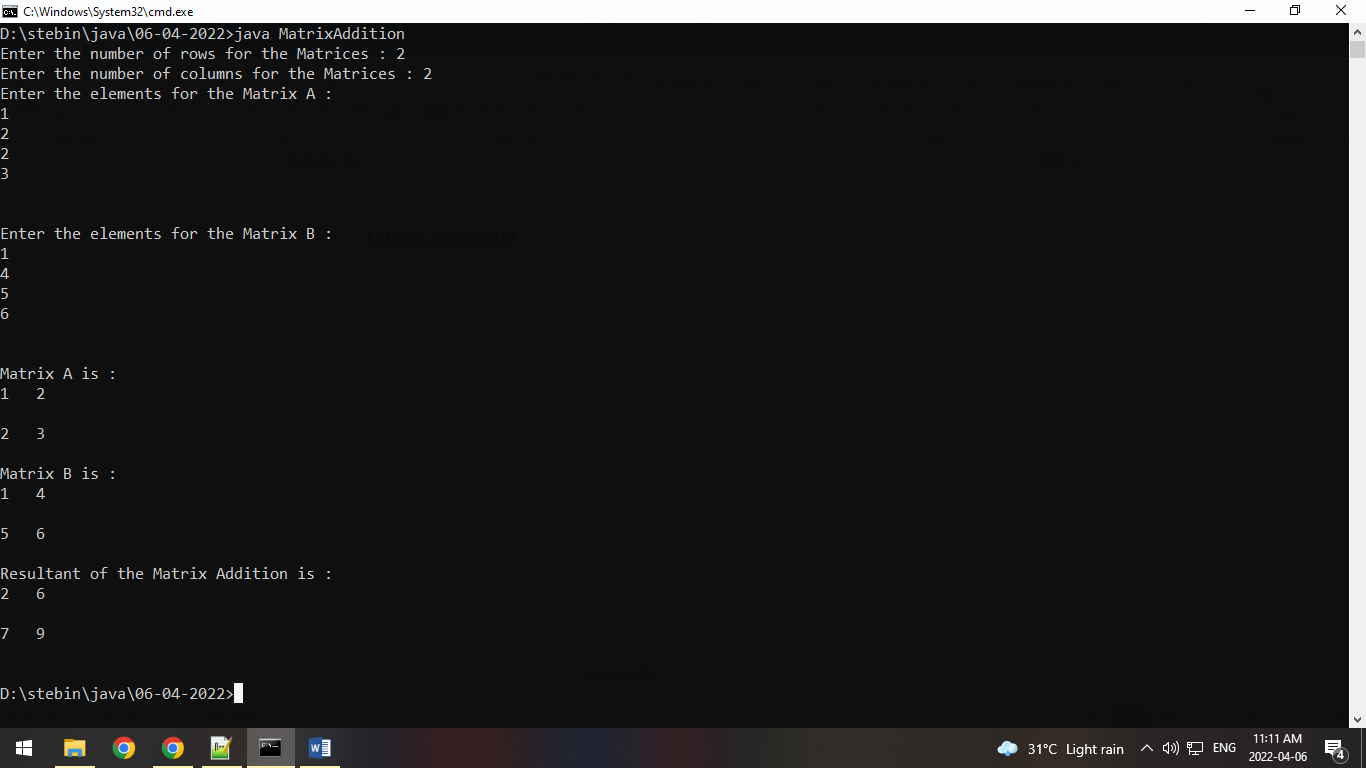 C:\Windows\System32\cmd.exe
D:\stebin\java\06-04-2022>java MatrixAddition
Enter the number of rows for the Matrices : 2
Enter the number of columns for the Matrices : 2
Enter the elements for the Matrix A :
1
2
2
3
Enter the elements for the Matrix B :
1
4
5
6
Matrix A is :
1   2
2   3
Matrix B is :
1   4
5   6
Resultant of the Matrix Addition is :
2   6
7   9
D:\stebin\java\06-04-2022>
31°C Light rain
ENG
11:11 AM
2022-04-06
4